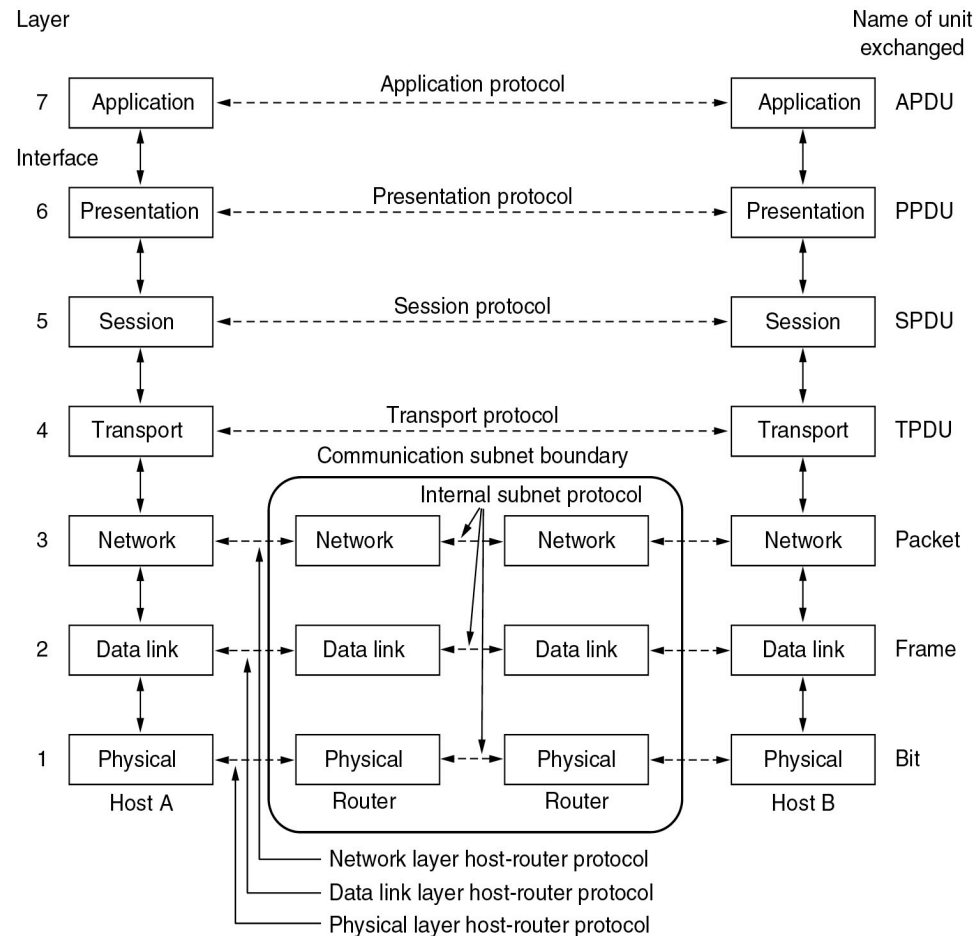 Layer
Name of unit
exchanged
7 Application Application protocol Application APDU
Interface
6 Presentation Presentation protocol Presentation PPDU
5 Session Session protocol Session SPDU
4 Transport Transport protocol Transport TPDU
Communication subnet boundary
Internal subnet protocol
3 Network Network Network Network Packet
2 Data link Data link Data link Data link Frame
1 Physical Physical Physical Physical Bit
Host A Router Router Host B
Network layer host-router protocol
Data link layer host-router protocol
Physical layer host-router protocol